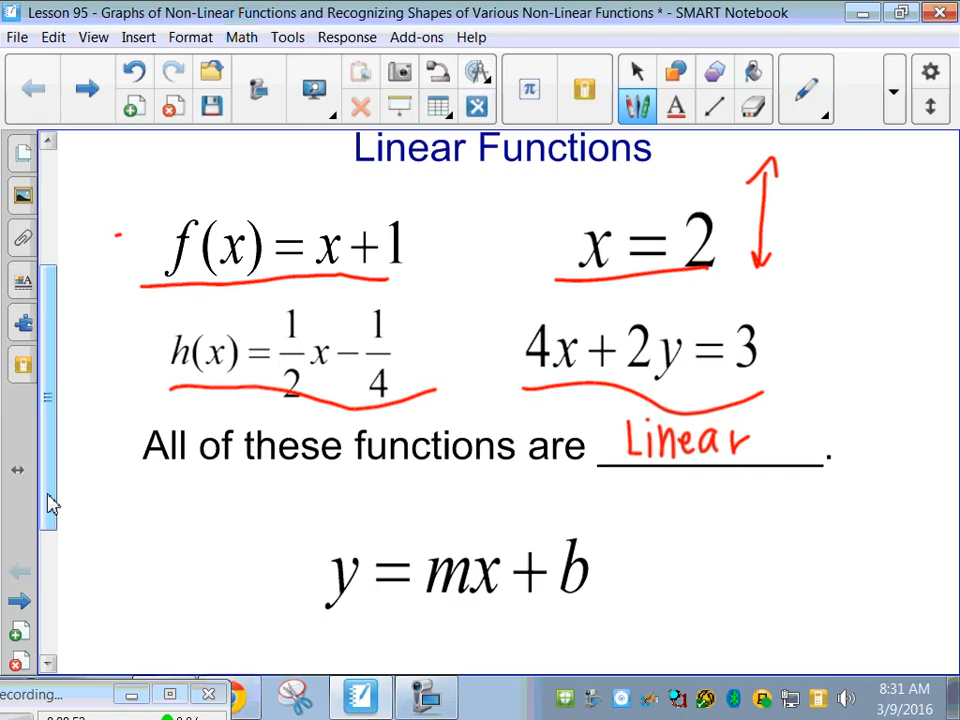 Lesson 95 - Graphs of Non-Linear Functions and Recognizing Shapes of Various Non-Linear Functions * - SMART Notebook
File Edit View Insert Format Math Tools Response Add-ons Help
Linear Functions
f(x) = x + 1
x = 2
h(x) = 1/2 x − 1/4
4x + 2y = 3
All of these functions are Linear.
y = mx + b
ecording...
8:31 AM
3/9/2016